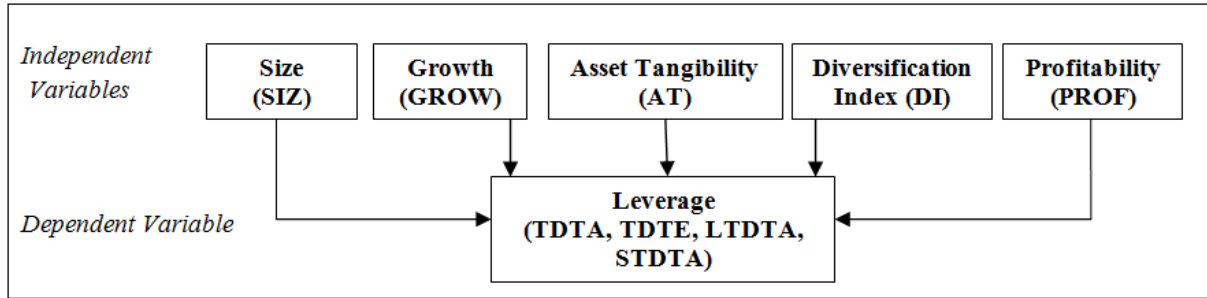 Independent
Variables
Size
(SIZ)
Growth
(GROW)
Asset Tangibility
(AT)
Diversification
Index (DI)
Profitability
(PROF)
Dependent Variable
Leverage
(TDTA, TDTE, LTDTA,
STDTA)